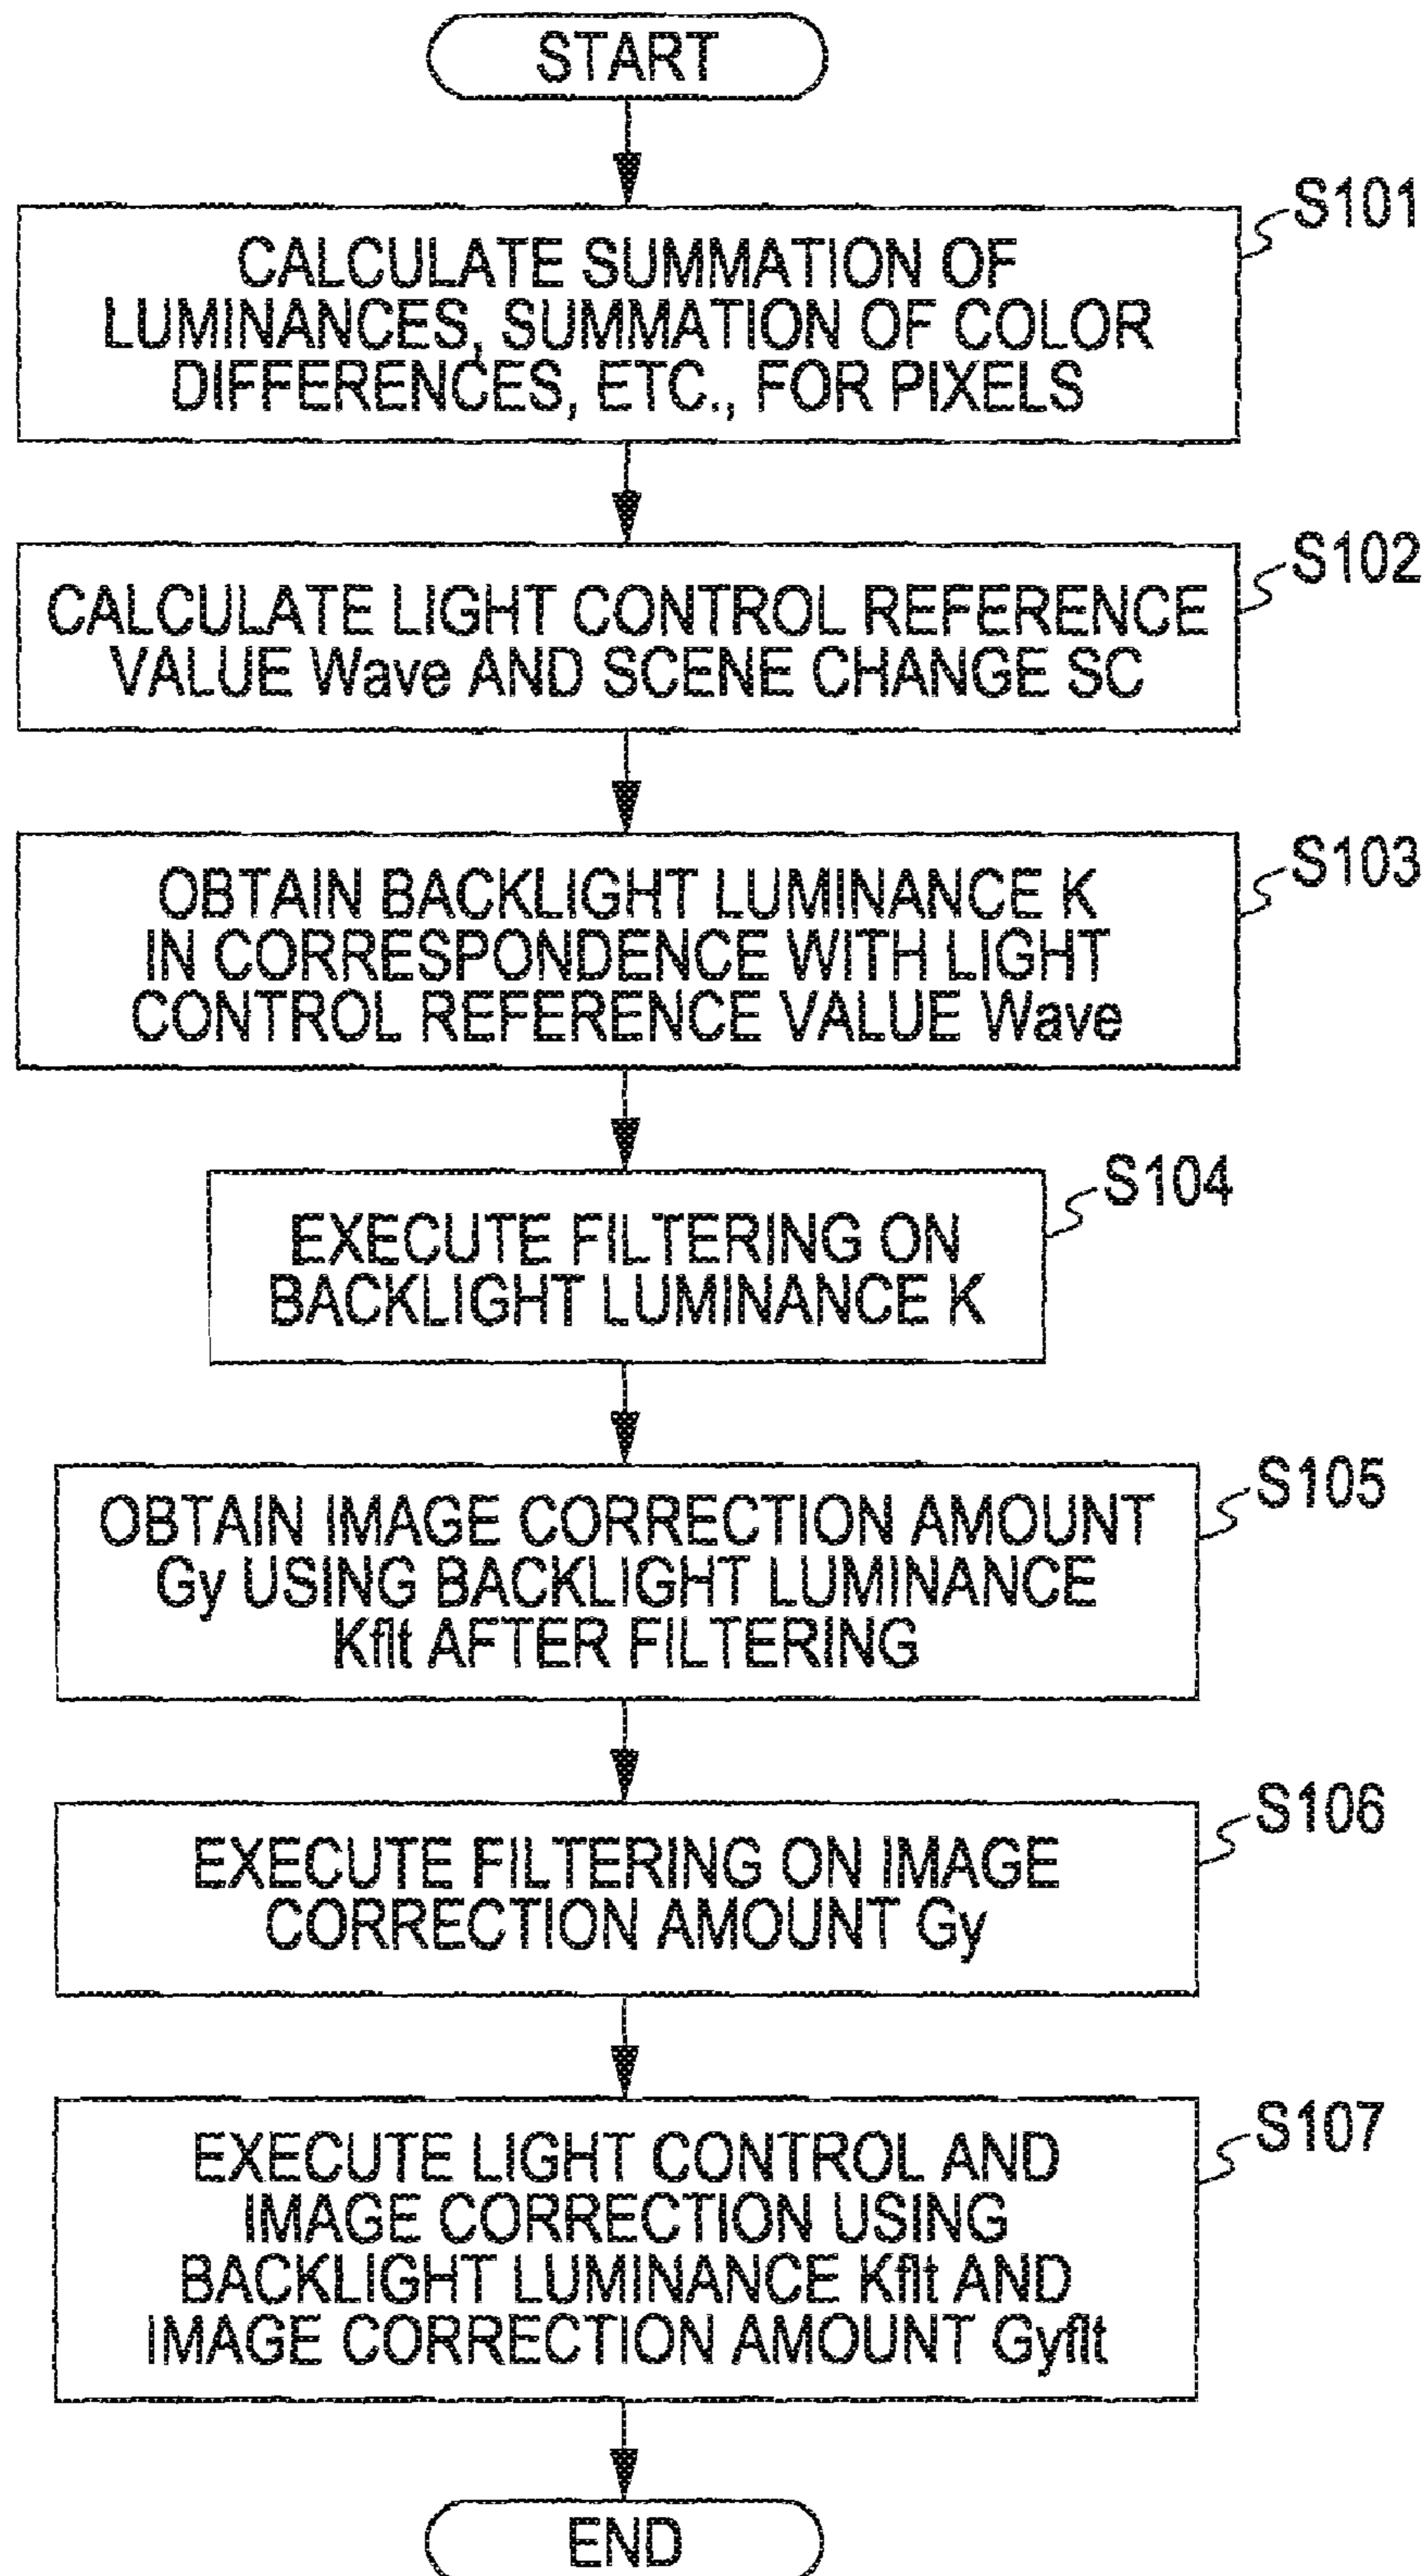 START
S101
CALCULATE SUMMATION OF
LUMINANCES, SUMMATION OF COLOR
DIFFERENCES, ETC., FOR PIXELS
S102
CALCULATE LIGHT CONTROL REFERENCE
VALUE Wave AND SCENE CHANGE SC
S103
OBTAIN BACKLIGHT LUMINANCE K
IN CORRESPONDENCE WITH LIGHT
CONTROL REFERENCE VALUE Wave
S104
EXECUTE FILTERING ON
BACKLIGHT LUMINANCE K
S105
OBTAIN IMAGE CORRECTION AMOUNT
Gy USING BACKLIGHT LUMINANCE
Kflt AFTER FILTERING
S106
EXECUTE FILTERING ON IMAGE
CORRECTION AMOUNT Gy
S107
EXECUTE LIGHT CONTROL AND
IMAGE CORRECTION USING
BACKLIGHT LUMINANCE Kflt AND
IMAGE CORRECTION AMOUNT Gyflt
END